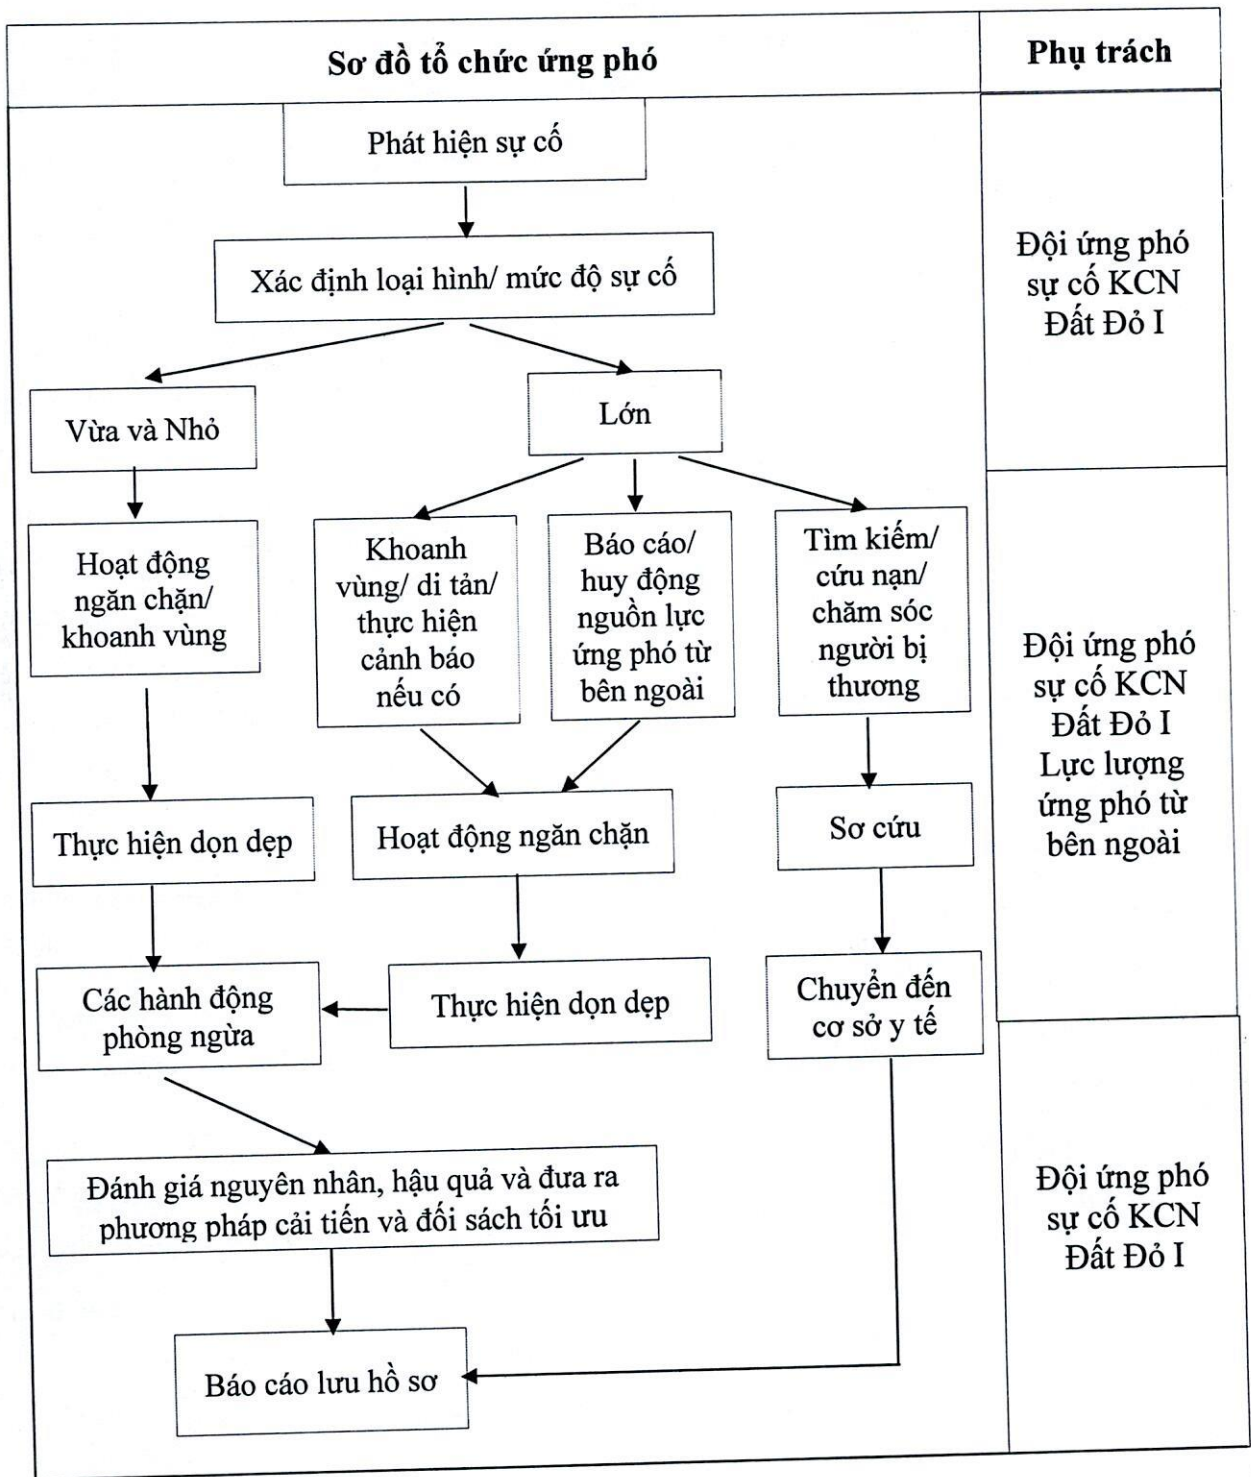 Sơ đồ tổ chức ứng phó
Phụ trách
Phát hiện sự cố
Xác định loại hình/ mức độ sự cố
Đội ứng phó
sự cố KCN
Đất Đỏ I
Vừa và Nhỏ
Lớn
Hoạt động
ngăn chặn/
khoanh vùng
Khoanh
vùng/ di tản/
thực hiện
cảnh báo
nếu có
Báo cáo/
huy động
nguồn lực
ứng phó từ
bên ngoài
Tìm kiếm/
cứu nạn/
chăm sóc
người bị
thương
Đội ứng phó
sự cố KCN
Đất Đỏ I
Lực lượng
ứng phó từ
bên ngoài
Thực hiện dọn dẹp
Hoạt động ngăn chặn
Sơ cứu
Các hành động
phòng ngừa
Thực hiện dọn dẹp
Chuyển đến
cơ sở y tế
Đánh giá nguyên nhân, hậu quả và đưa ra
phương pháp cải tiến và đối sách tối ưu
Đội ứng phó
sự cố KCN
Đất Đỏ I
Báo cáo lưu hồ sơ